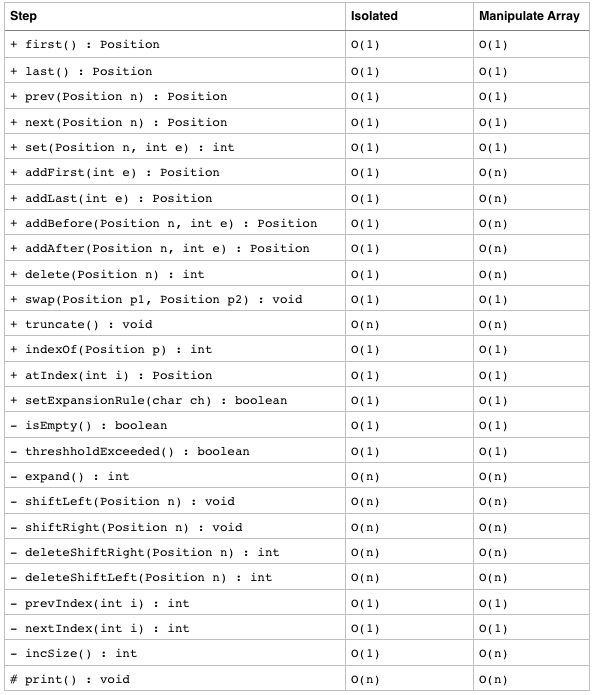 Step Isolated Manipulate Array
+ first() : Position O(1) O(1)
+ last() : Position O(1) O(1)
+ prev(Position n) : Position O(1) O(1)
+ next(Position n) : Position O(1) O(1)
+ set(Position n, int e) : int O(1) O(1)
+ addFirst(int e) : Position O(1) O(n)
+ addLast(int e) : Position O(1) O(n)
+ addBefore(Position n, int e) : Position O(1) O(n)
+ addAfter(Position n, int e) : Position O(1) O(n)
+ delete(Position n) : int O(1) O(n)
+ swap(Position p1, Position p2) : void O(1) O(1)
+ truncate() : void O(n) O(n)
+ indexOf(Position p) : int O(1) O(1)
+ atIndex(int i) : Position O(1) O(1)
+ setExpansionRule(char ch) : boolean O(1) O(1)
- isEmpty() : boolean O(1) O(1)
- threshholdExceeded() : boolean O(1) O(1)
- expand() : int O(n) O(n)
- shiftLeft(Position n) : void O(n) O(n)
- shiftRight(Position n) : void O(n) O(n)
- deleteShiftRight(Position n) : int O(n) O(n)
- deleteShiftLeft(Position n) : int O(n) O(n)
- prevIndex(int i) : int O(1) O(1)
- nextIndex(int i) : int O(1) O(1)
- incSize() : int O(1) O(n)
# print() : void O(n) O(n)